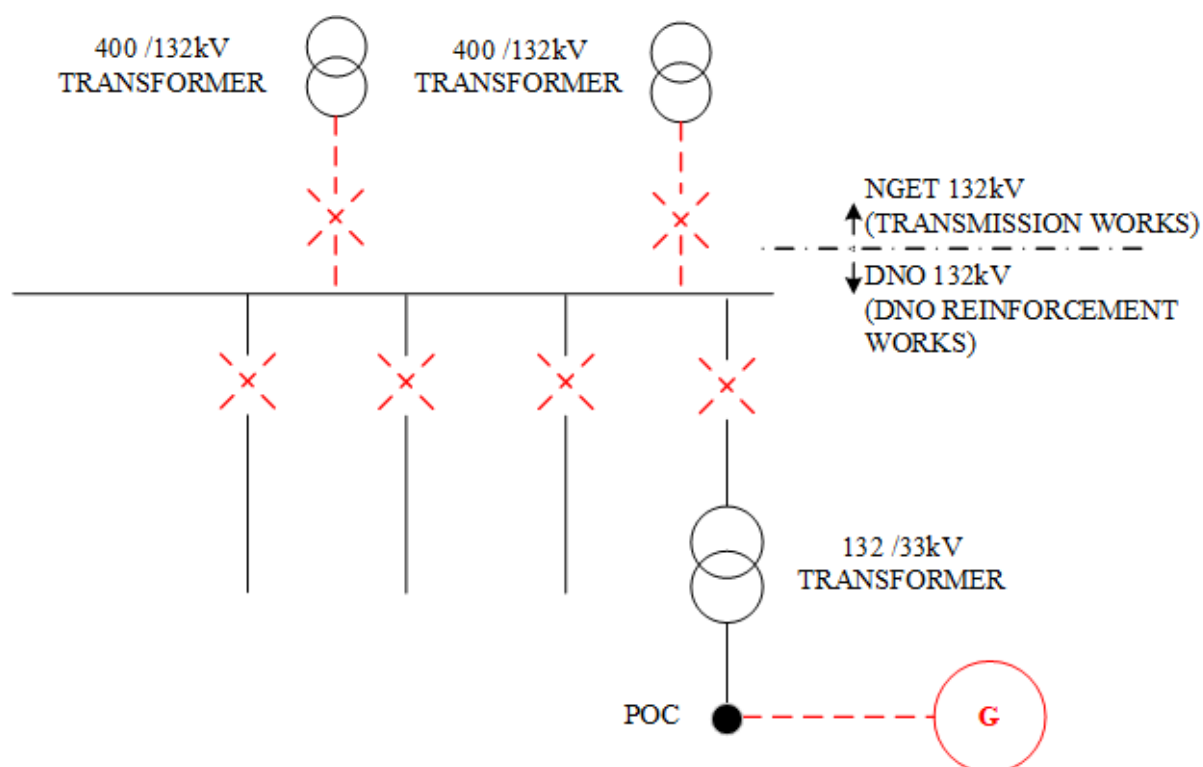 400 /132kV
TRANSFORMER
400 /132kV
TRANSFORMER
NGET 132kV
(TRANSMISSION WORKS)
DNO 132kV
(DNO REINFORCEMENT
WORKS)
132 /33kV
TRANSFORMER
POC
G